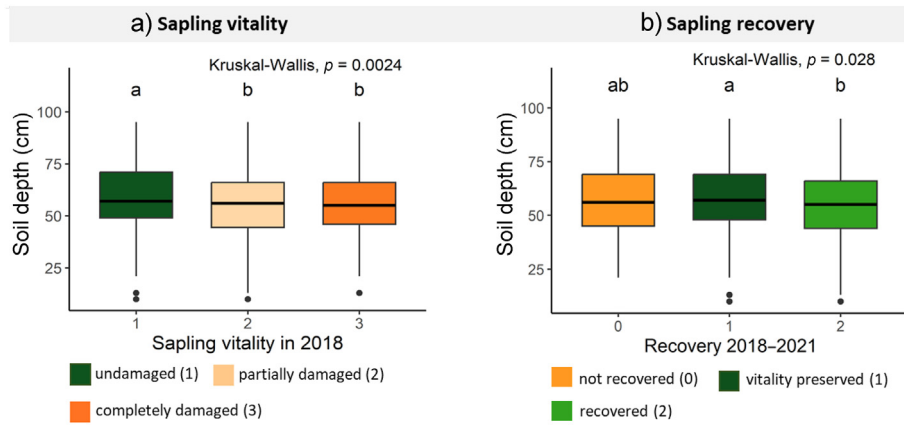 a) Sapling vitality
Kruskal-Wallis, p = 0.0024
a b b
100
75
50
25
Soil depth (cm)
1 2 3
Sapling vitality in 2018
undamaged (1) partially damaged (2)
completely damaged (3)
b) Sapling recovery
Kruskal-Wallis, p = 0.028
ab a b
100
75
50
25
Soil depth (cm)
0 1 2
Recovery 2018–2021
not recovered (0) vitality preserved (1)
recovered (2)